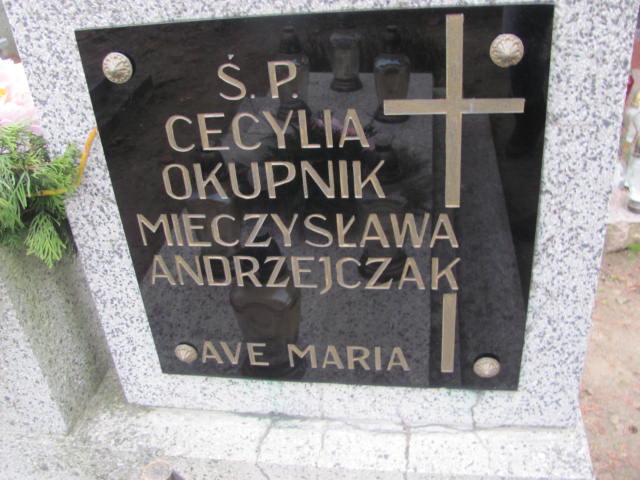 Ś.P.
CECYLIA
OKUPNIK
MIECZYSŁAWA
ANDRZEJCZAK
AVE MARIA